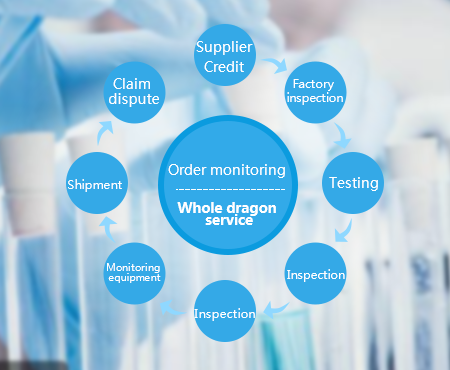 Supplier
Credit
Factory
inspection
Testing
Inspection
Inspection
Monitoring
equipment
Shipment
Claim
dispute
Order monitoring
Whole dragon
service